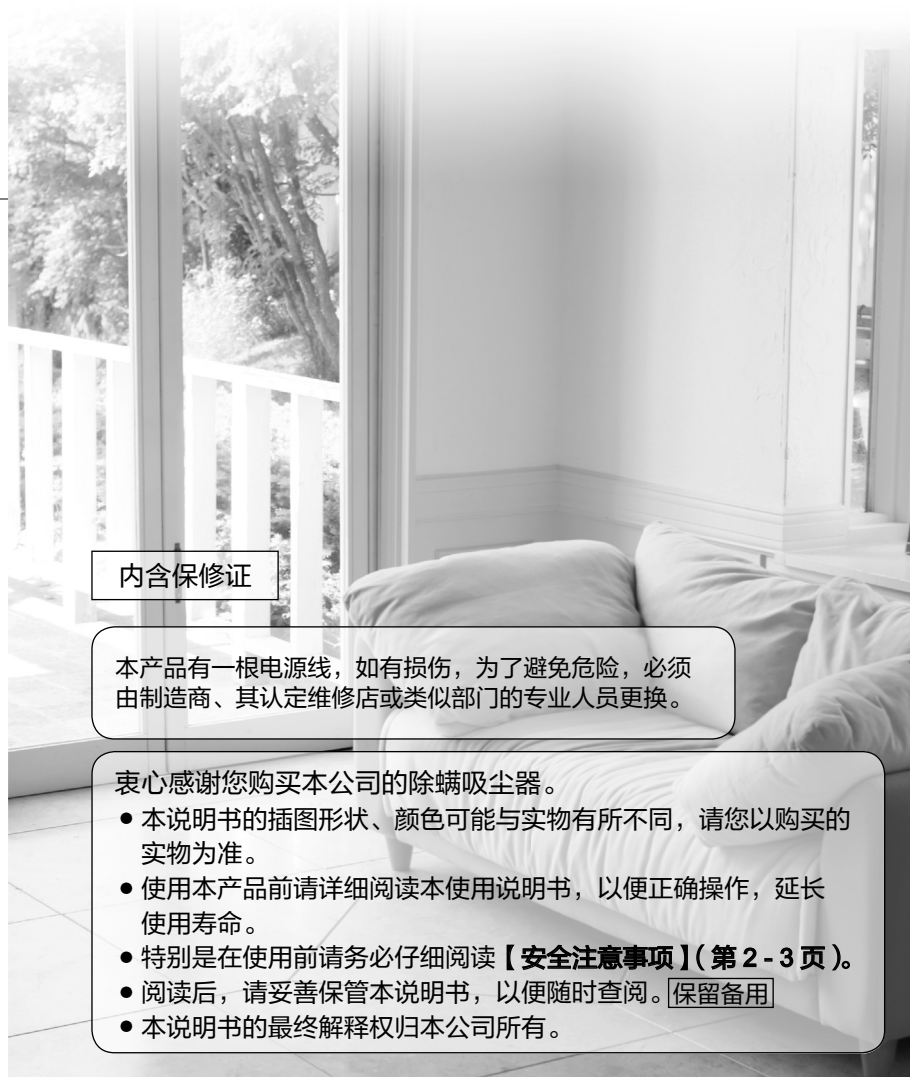 内含保修证
本产品有一根电源线，如有损伤，为了避免危险，必须
由制造商、其认定维修店或类似部门的专业人员更换。
衷心感谢您购买本公司的除螨吸尘器。
● 本说明书的插图形状、颜色可能与实物有所不同，请您以购买的
实物为准。
● 使用本产品前请详细阅读本使用说明书，以便正确操作，延长
使用寿命。
● 特别是在使用前请务必仔细阅读【安全注意事项】(第2-3页)。
● 阅读后，请妥善保管本说明书，以便随时查阅。保留备用
● 本说明书的最终解释权归本公司所有。